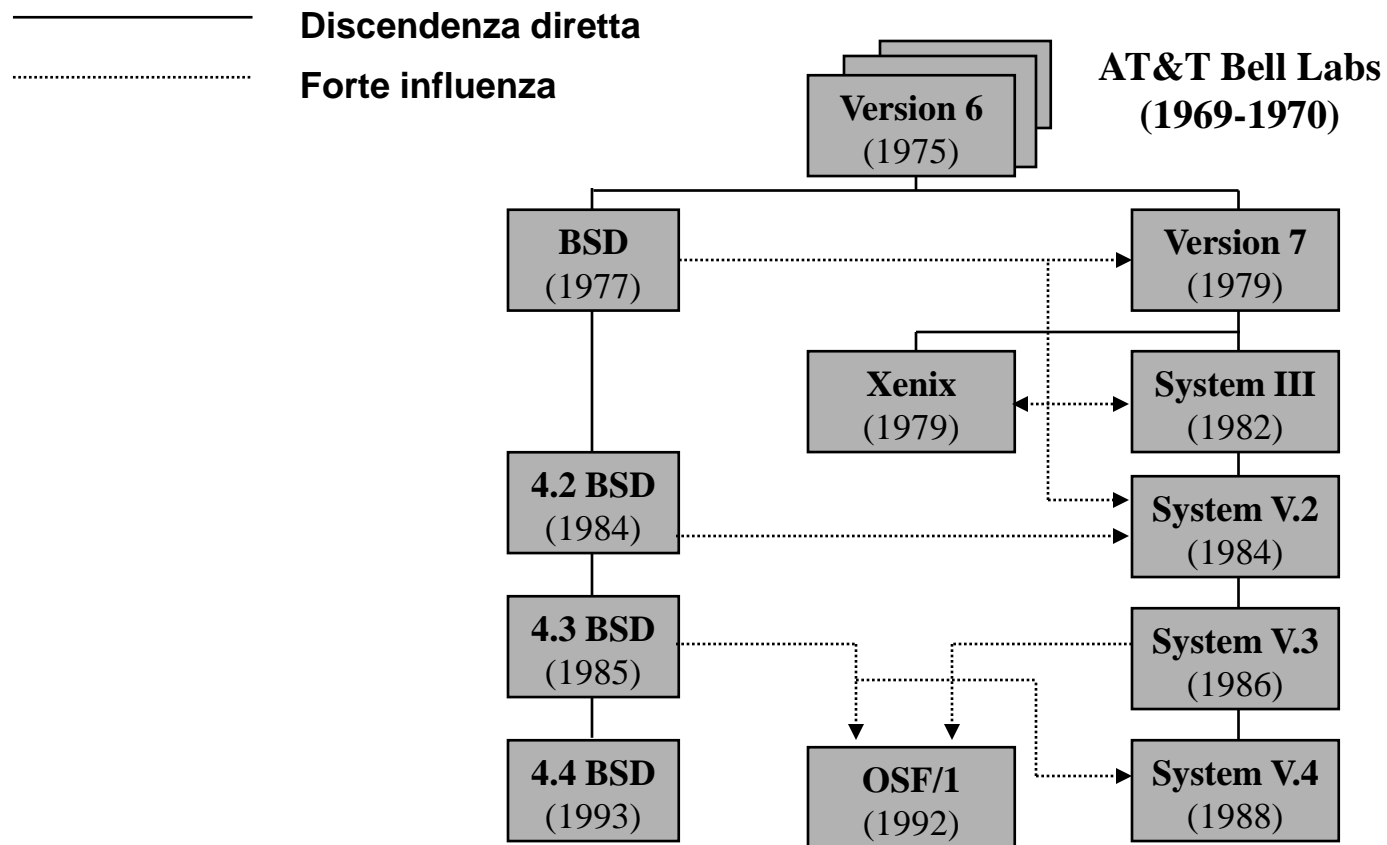 Discendenza diretta
Forte influenza
AT&T Bell Labs
(1969-1970)
Version 6
(1975)
BSD
(1977)
Version 7
(1979)
Xenix
(1979)
System III
(1982)
4.2 BSD
(1984)
System V.2
(1984)
4.3 BSD
(1985)
System V.3
(1986)
4.4 BSD
(1993)
OSF/1
(1992)
System V.4
(1988)